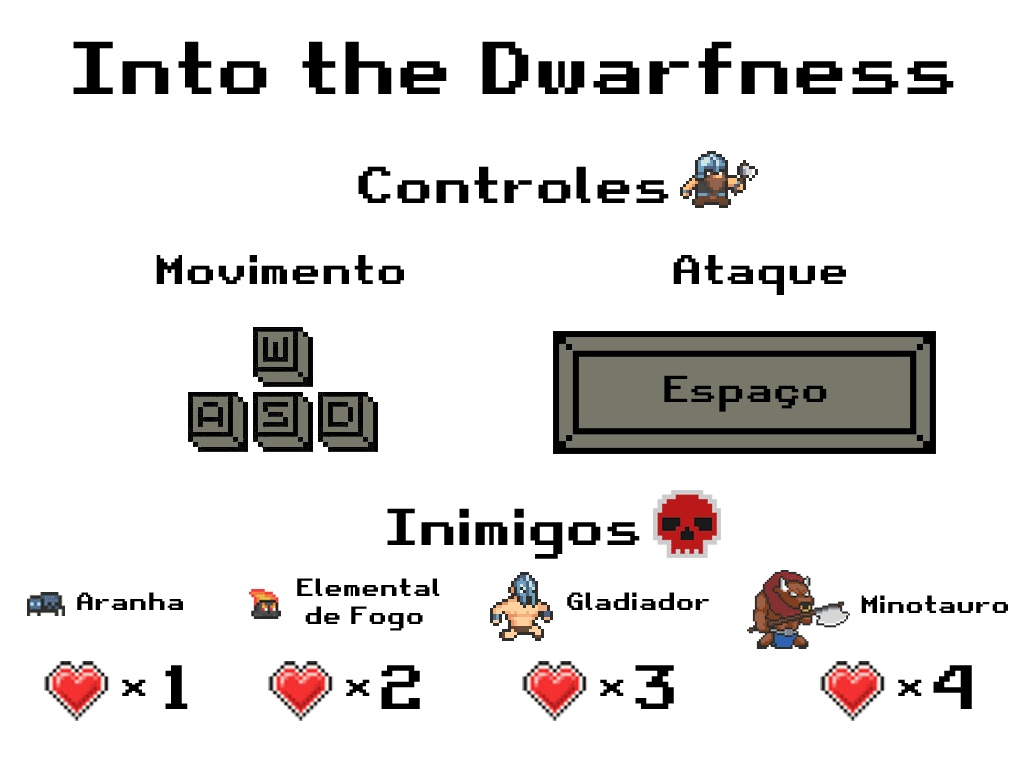 Into the Dwarfness
Controles
Movimento
Ataque
W
A S D
Espaço
Inimigos
Aranha
Elemental
de Fogo
Gladiador
Minotauro
× 1
× 2
× 3
× 4